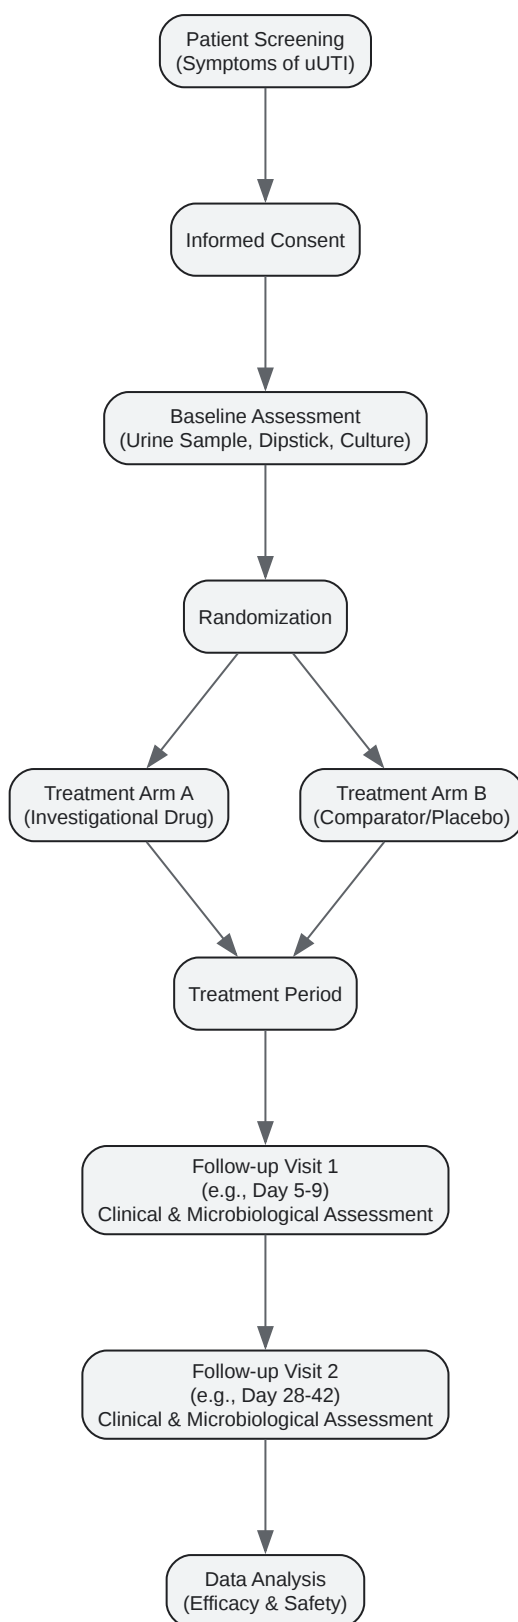 Patient Screening
(Symptoms of uUTI)
Informed Consent
Baseline Assessment
(Urine Sample, Dipstick, Culture)
Randomization
Treatment Arm A
(Investigational Drug)
Treatment Arm B
(Comparator/Placebo)
Treatment Period
Follow-up Visit 1
(e.g., Day 5-9)
Clinical & Microbiological Assessment
Follow-up Visit 2
(e.g., Day 28-42)
Clinical & Microbiological Assessment
Data Analysis
(Efficacy & Safety)